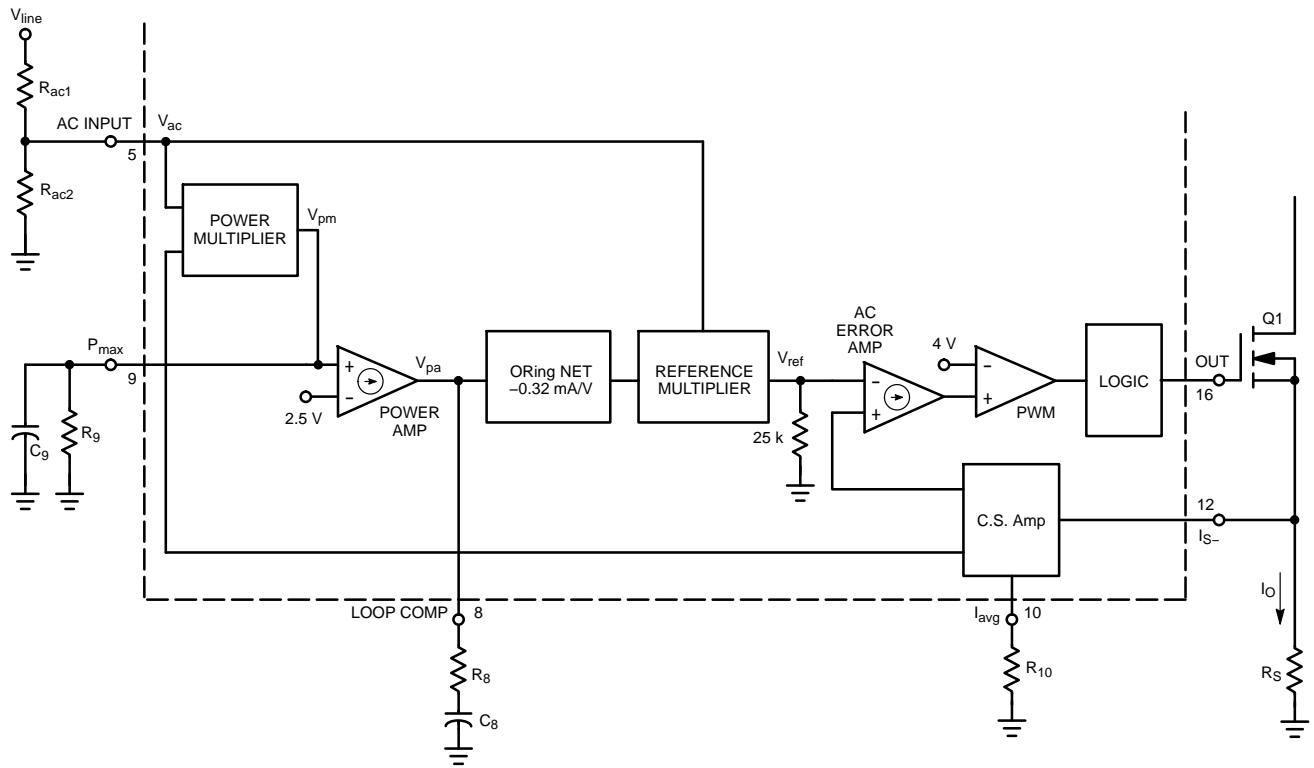 Vline
Rac1
AC INPUT
5
Vac
Rac2
POWER
MULTIPLIER
Vpm
Pmax
9
C9
R9
+
−
2.5 V
POWER
AMP
Vpa
ORing NET
–0.32 mA/V
REFERENCE
MULTIPLIER
Vref
25 k
AC
ERROR
AMP
−
+
4 V
−
+
PWM
LOGIC
OUT
16
Q1
C.S. Amp
12
IS–
LOOP COMP
8
R8
C8
Iavg
10
R10
IO
RS